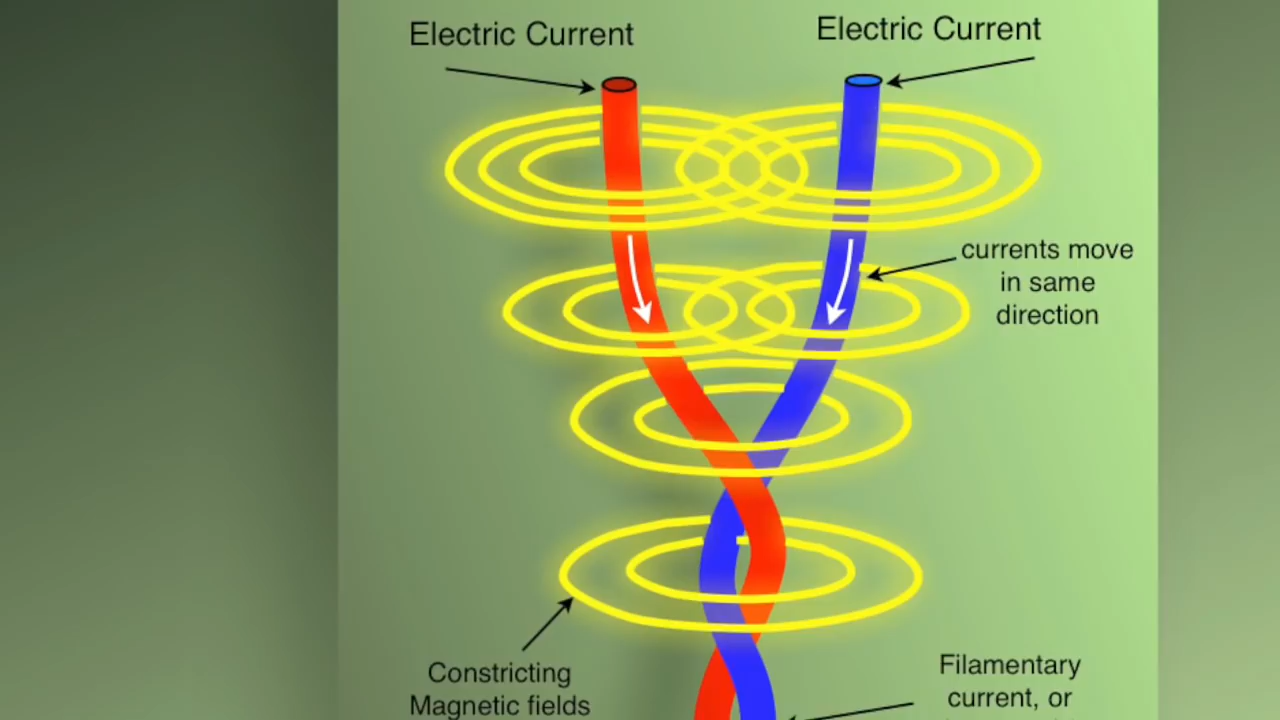 Electric Current
Electric Current
currents move
in same
direction
Constricting
Magnetic fields
Filamentary
current, or